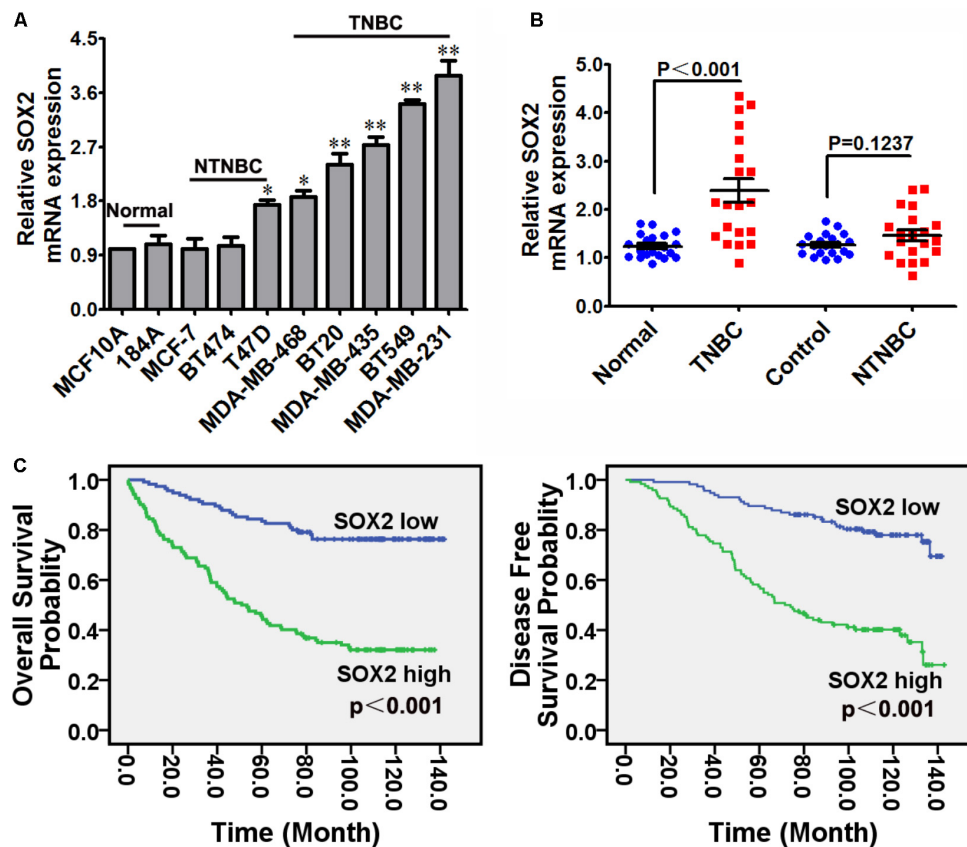 A
TNBC
NTNBC
Normal
** ** ** ** * *
Relative SOX2
mRNA expression
4.5
3.6
2.7
1.8
0.9
0.0
MCF10A
184A
MCF-7
BT474
T47D
MDA-MB-468
BT20
MDA-MB-435
BT549
MDA-MB-231
B
P<0.001
P=0.1237
Relative SOX2
mRNA expression
5.0
4.0
3.0
2.0
1.0
0.0
Normal
TNBC
Control
NTNBC
C
Overall Survival
Probablity
1.0
0.8
0.6
0.4
0.2
0.0
SOX2 low
SOX2 high
p<0.001
0.0
20.0
40.0
60.0
80.0
100.0
120.0
140.0
Time (Month)
Disease Free
Survival Probablity
1.0
0.8
0.6
0.4
0.2
0.0
SOX2 low
SOX2 high
p<0.001
0.0
20.0
40.0
60.0
80.0
100.0
120.0
140.0
Time (Month)